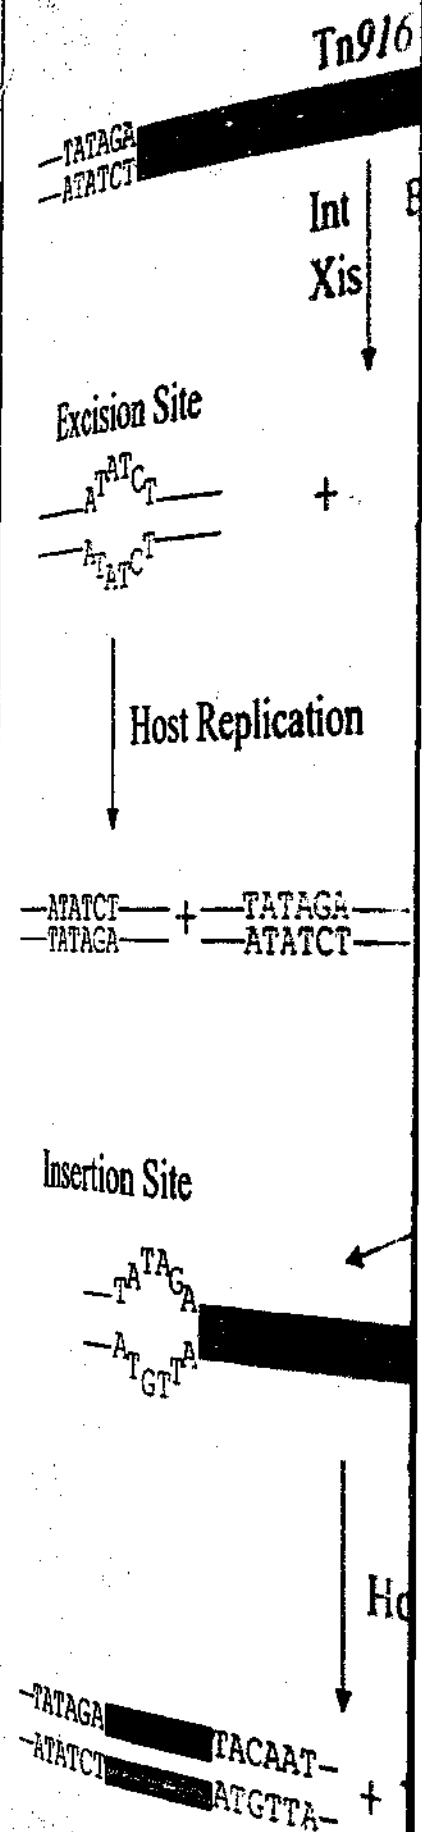 Tn916
—TATAGA
—ATATCT
Int
Xis
Excision Site
ATATCT
+
ATATCT
Host Replication
—ATATCT— + —TATAGA—
—TATAGA— —ATATCT—
Insertion Site
—TATAGA
—ATGTTA
—TATAGA TACAAT—
—ATATCT ATGTTA—
+